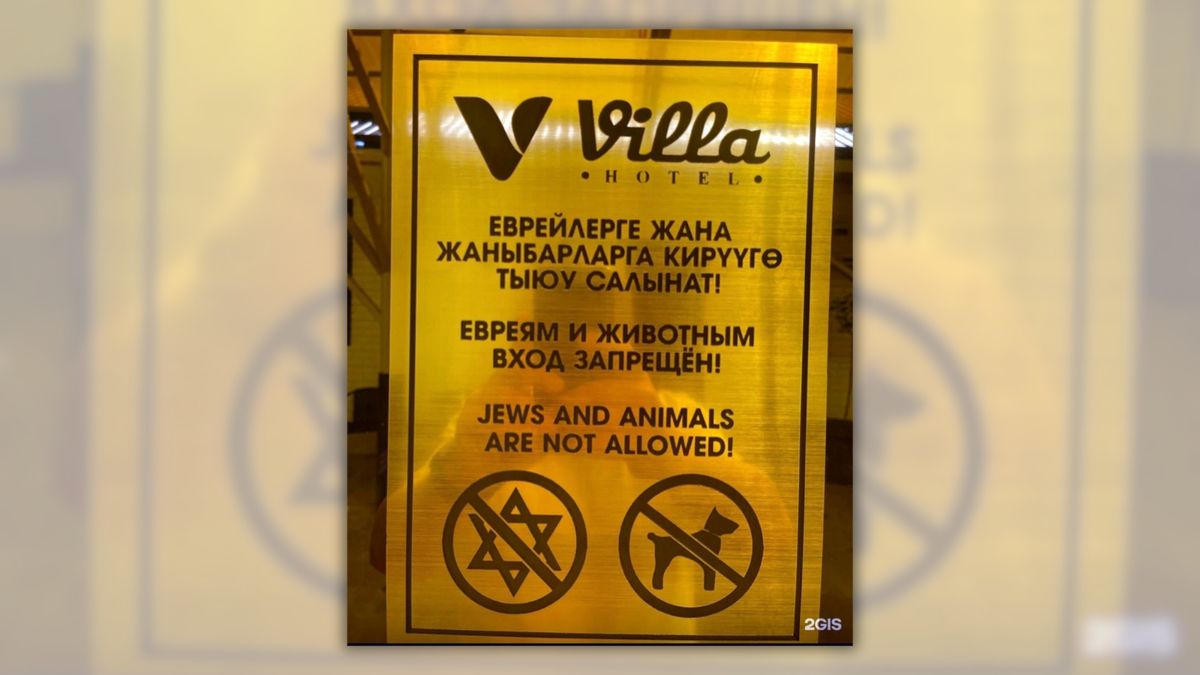 V Villa
• HOTEL •
ЕВРЕЙЛЕРГЕ ЖАНА
ЖАНЫБАРЛАРГА КИРҮҮГӨ
ТЫЮУ САЛЫНАТ!
ЕВРЕЯМ И ЖИВОТНЫМ
ВХОД ЗАПРЕЩЁН!
JEWS AND ANIMALS
ARE NOT ALLOWED!
2GIS